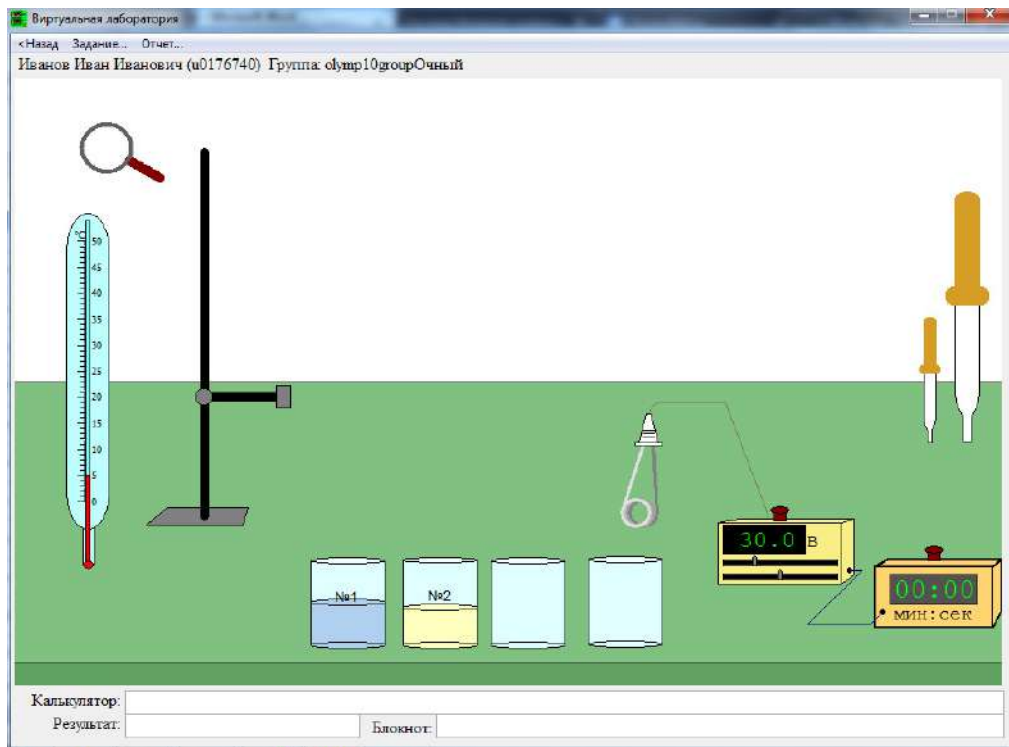 Виртуальная лаборатория
<Назад Задание... Отчет...
Иванов Иван Иванович (u0176740) Группа: olymp10groupОчный
°C
50
45
40
35
30
25
20
15
10
5
0
№1
№2
30.0 В
00:00
мин:сек
Калькулятор:
Результат:
Блокнот: